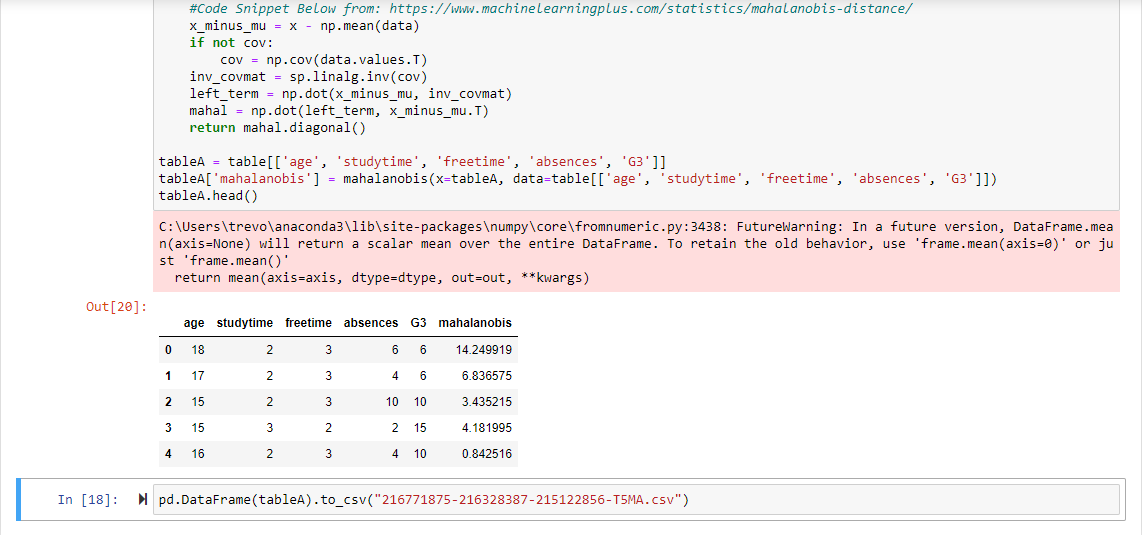 #Code Snippet Below from: https://www.machinelearningplus.com/statistics/mahalanobis-distance/
x_minus_mu = x - np.mean(data)
if not cov:
cov = np.cov(data.values.T)
inv_covmat = sp.linalg.inv(cov)
left_term = np.dot(x_minus_mu, inv_covmat)
mahal = np.dot(left_term, x_minus_mu.T)
return mahal.diagonal()
tableA = table[['age', 'studytime', 'freetime', 'absences', 'G3']]
tableA['mahalanobis'] = mahalanobis(x=tableA, data=table[['age', 'studytime', 'freetime', 'absences', 'G3']])
tableA.head()
C:\Users\trevo\anaconda3\lib\site-packages\numpy\core\fromnumeric.py:3438: FutureWarning: In a future version, DataFrame.mea
n(axis=None) will return a scalar mean over the entire DataFrame. To retain the old behavior, use 'frame.mean(axis=0)' or ju
st 'frame.mean()'
return mean(axis=axis, dtype=dtype, out=out, **kwargs)
Out[20]:
age studytime freetime absences G3 mahalanobis
0 18 2 3 6 6 14.249919
1 17 2 3 4 6 6.836575
2 15 2 3 10 10 3.435215
3 15 3 2 2 15 4.181995
4 16 2 3 4 10 0.842516
In [18]: pd.DataFrame(tableA).to_csv("216771875-216328387-215122856-T5MA.csv")